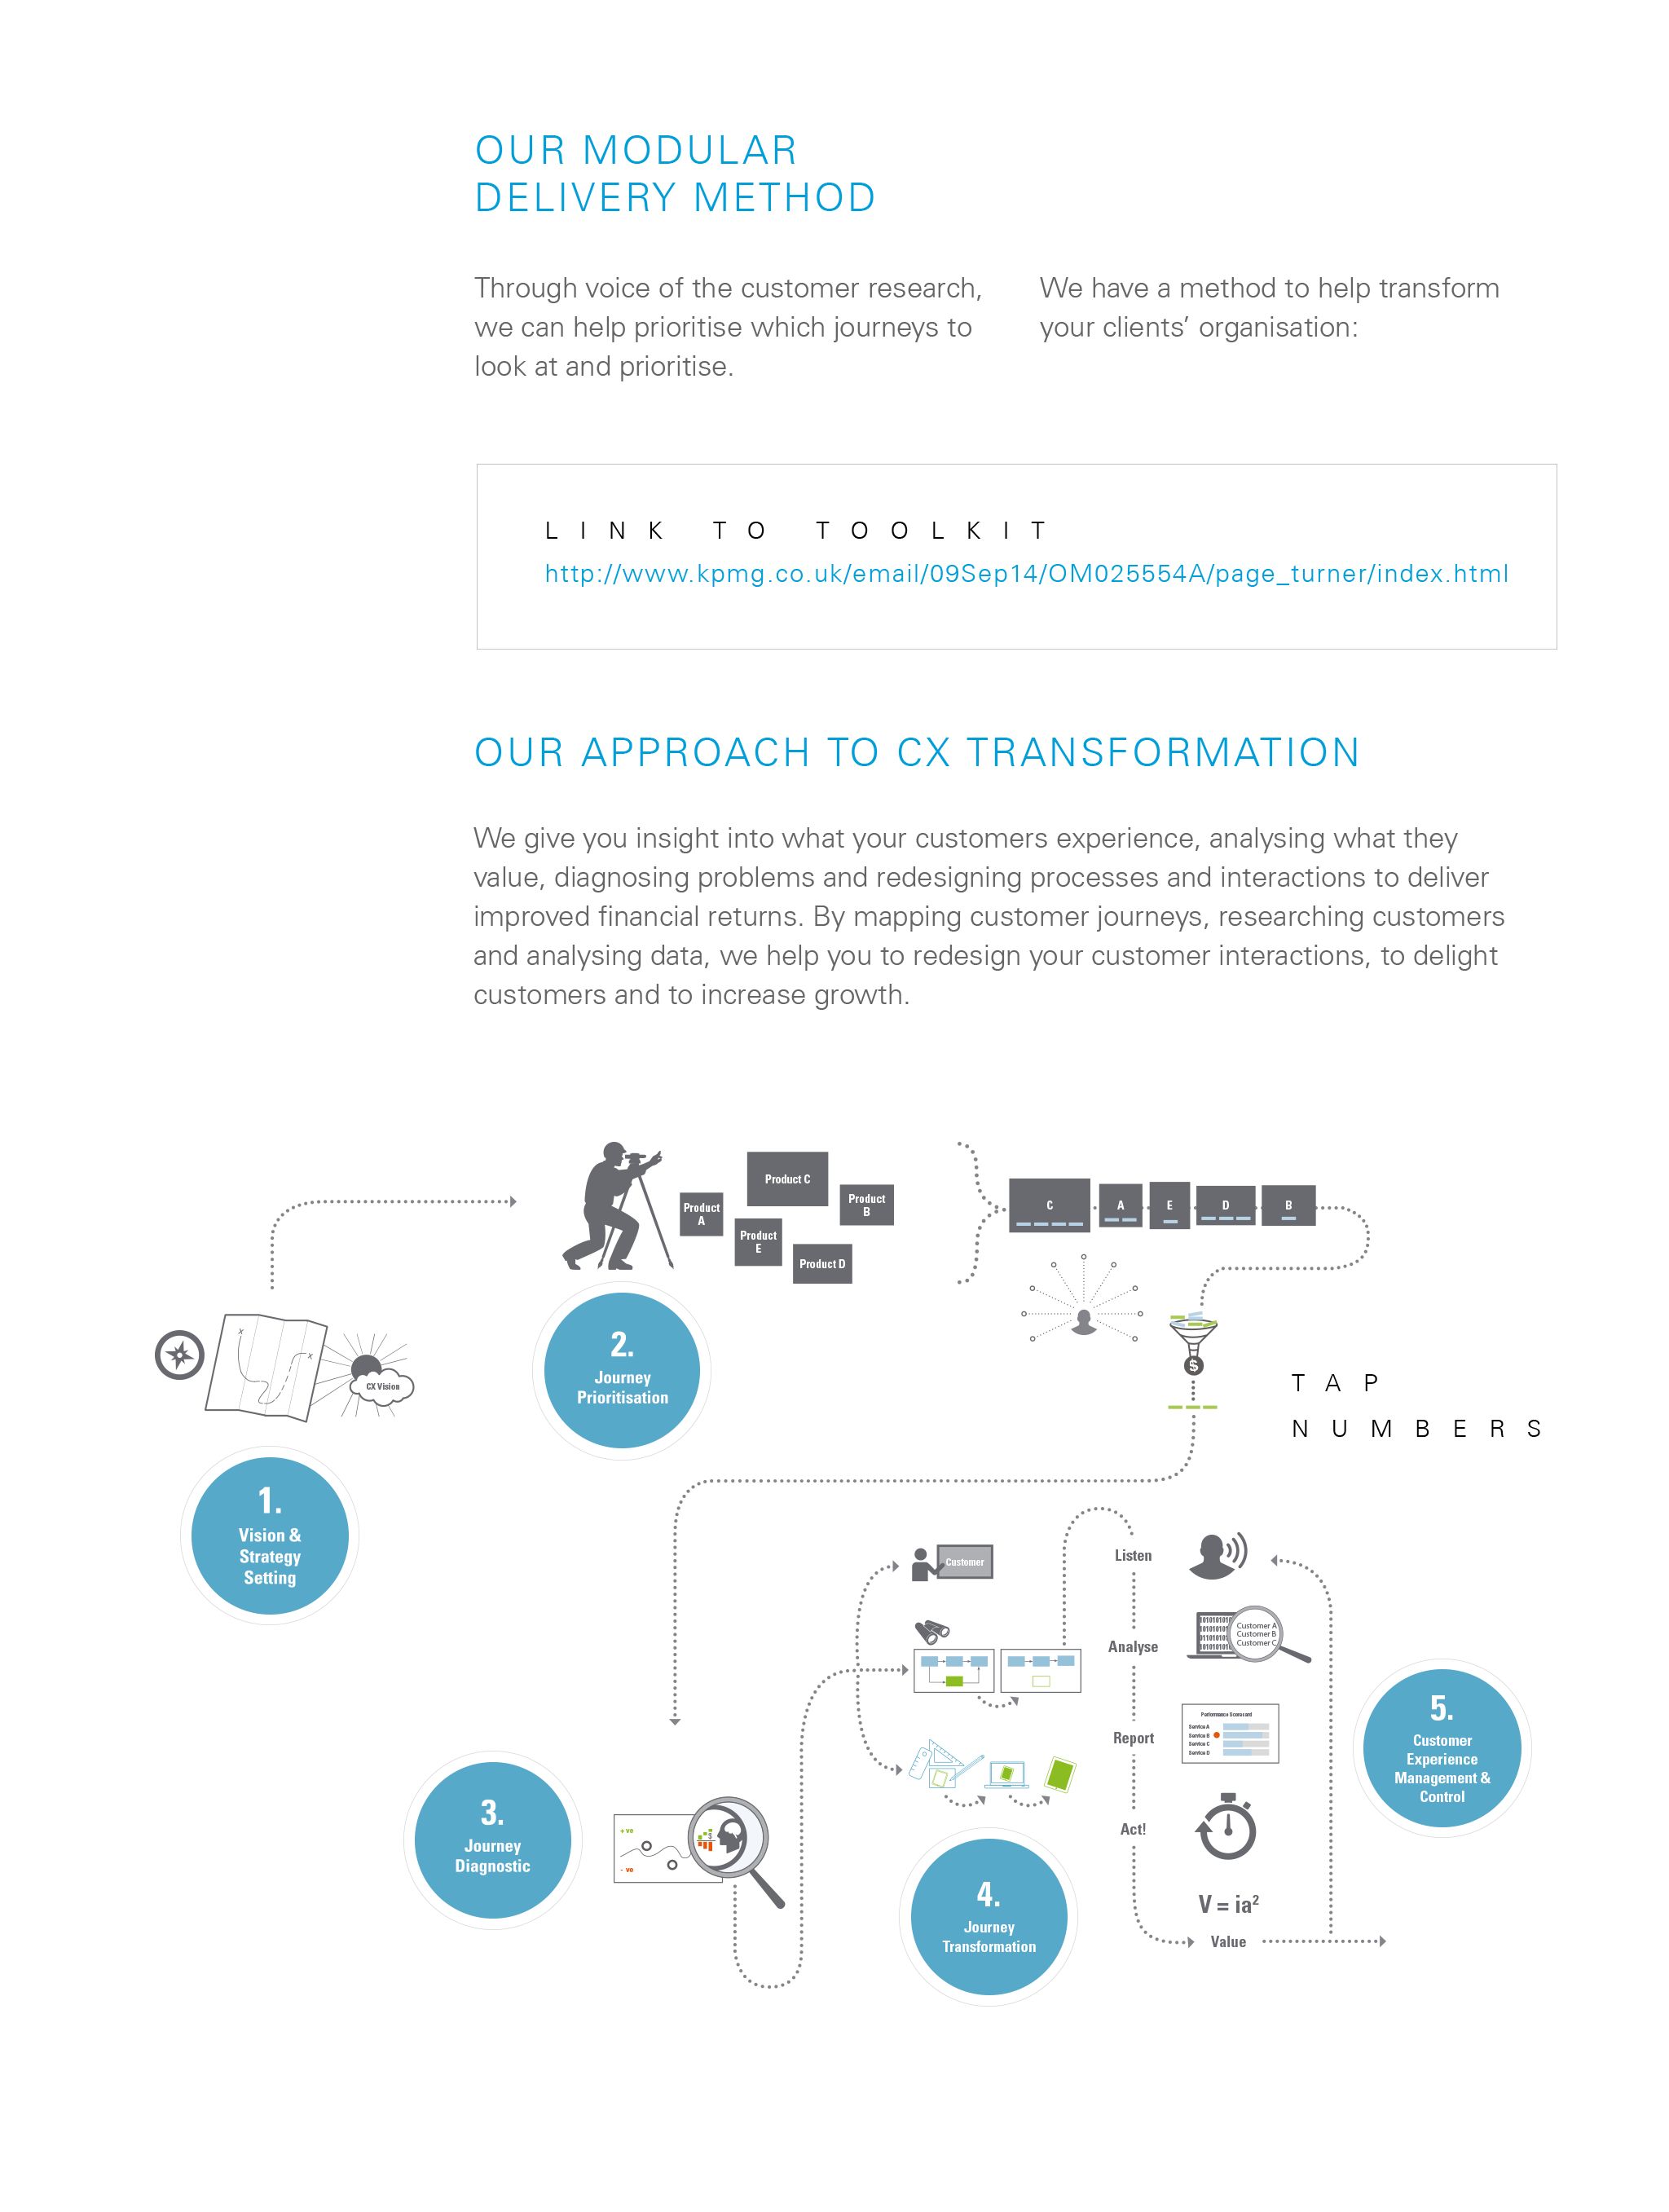 OUR MODULAR
DELIVERY METHOD
Through voice of the customer research,
we can help prioritise which journeys to
look at and prioritise.
We have a method to help transform
your clients’ organisation:
LINK TO TOOLKIT
http://www.kpmg.co.uk/email/09Sep14/OM025554A/page_turner/index.html
OUR APPROACH TO CX TRANSFORMATION
We give you insight into what your customers experience, analysing what they
value, diagnosing problems and redesigning processes and interactions to deliver
improved financial returns. By mapping customer journeys, researching customers
and analysing data, we help you to redesign your customer interactions, to delight
customers and to increase growth.
Product C
Product
B
Product
A
Product
E
Product D
C
A
E
D
B
x
x
CX Vision
$
TAP
NUMBERS
1.
Vision &
Strategy
Setting
2.
Journey
Prioritisation
3.
Journey
Diagnostic
+ ve
- ve
Customer
4.
Journey
Transformation
Listen
Analyse
Customer A
Customer B
Customer C
Report
Performance Scorecard
Service A
Service B
Service C
Service D
Act!
V = ia²
Value
5.
Customer
Experience
Management &
Control